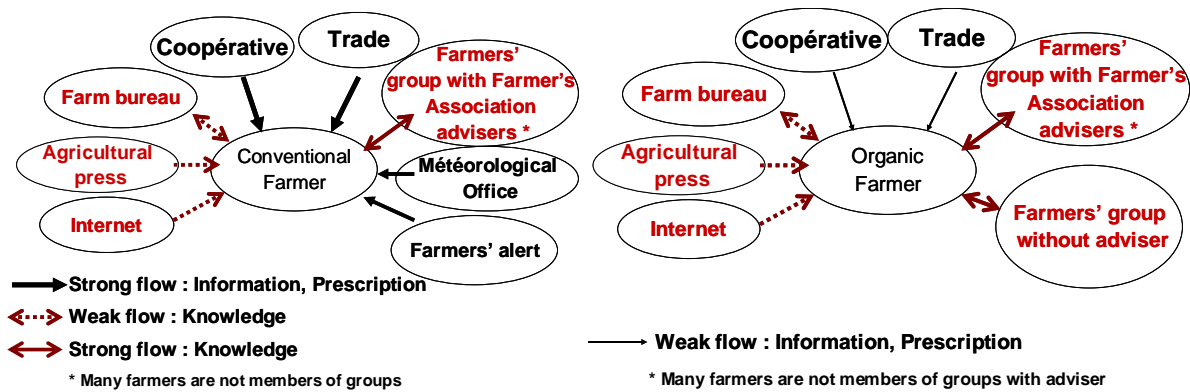 Coopérative
Trade
Farmers'
group with Farmer's
Association
advisers *
Farm bureau
Agricultural
press
Internet
Conventional
Farmer
Météorological
Office
Farmers' alert
Strong flow : Information, Prescription
Weak flow : Knowledge
Strong flow : Knowledge
* Many farmers are not members of groups
Coopérative
Trade
Farmers'
group with Farmer's
Association
advisers *
Farm bureau
Agricultural
press
Internet
Organic
Farmer
Farmers' group
without adviser
Weak flow : Information, Prescription
* Many farmers are not members of groups with adviser